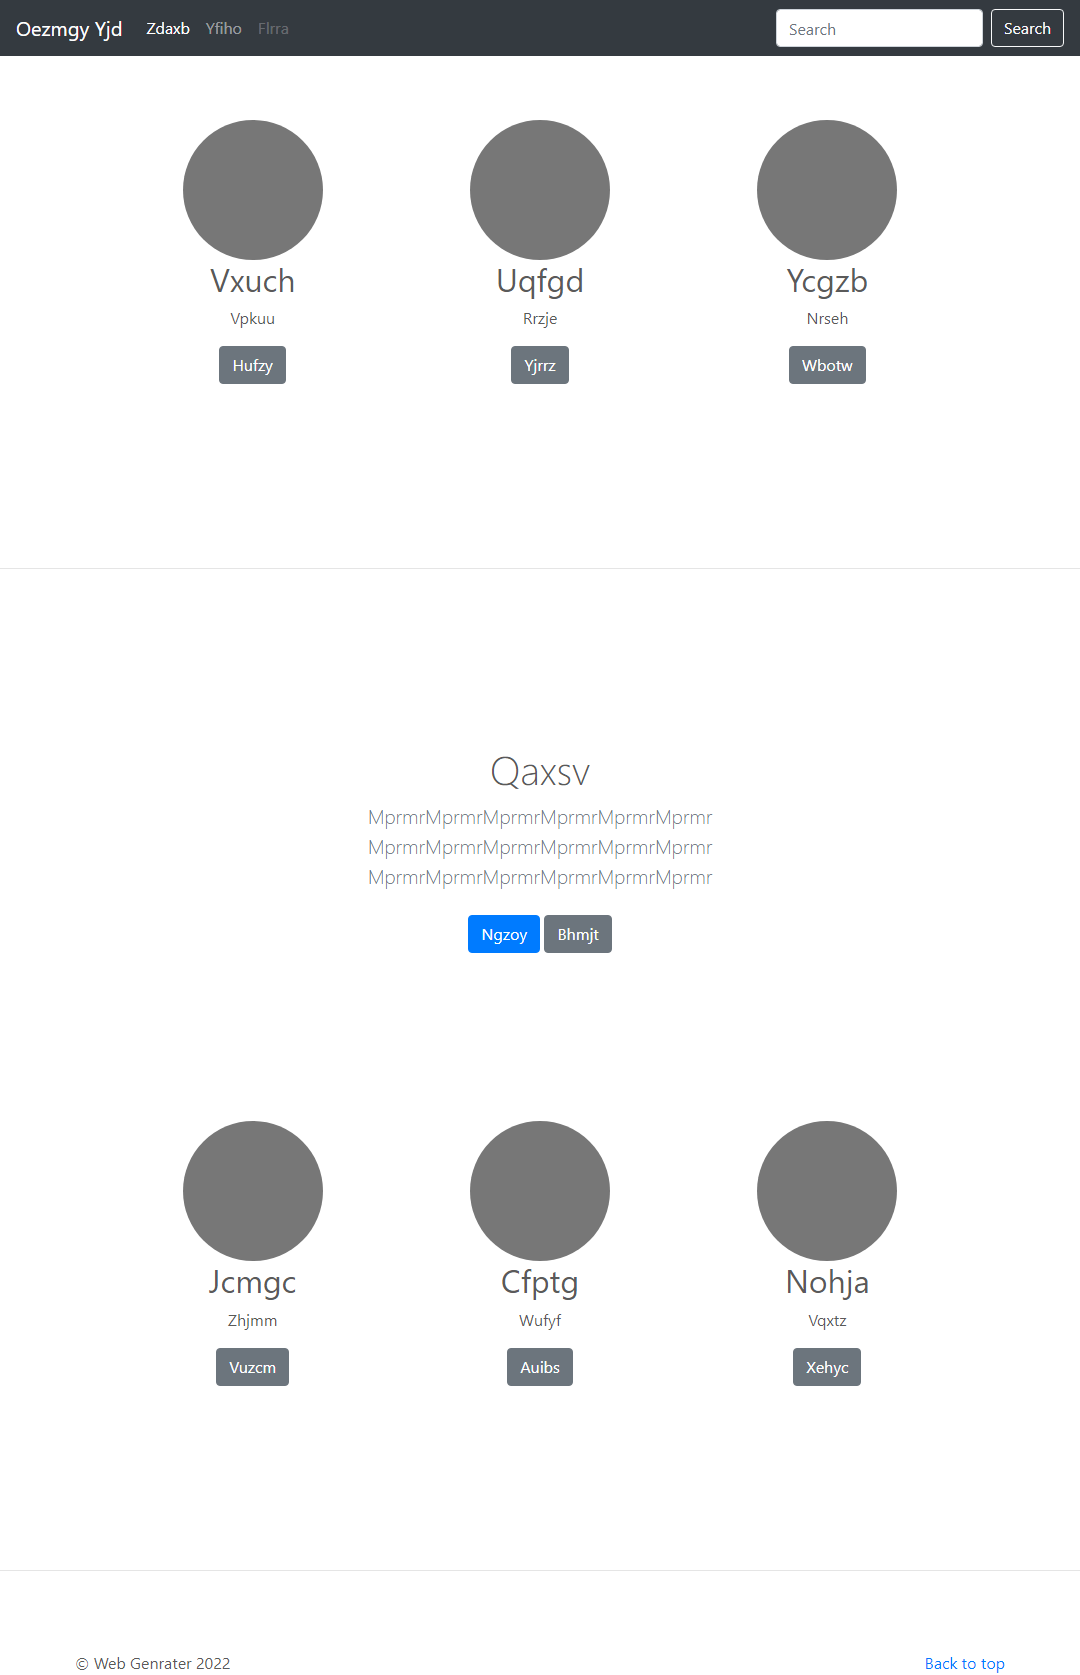 Oezmgy Yjd Zdaxb Yfiho Flrra Search Search
Vxuch Uqfgd Ycgzb
Vpkuu Rrzje Nrseh
Hufzy Yjrrz Wbotw
Qaxsv
MprmrMprmrMprmrMprmrMprmrMprmr
MprmrMprmrMprmrMprmrMprmrMprmr
MprmrMprmrMprmrMprmrMprmrMprmr
Ngzoy Bhmjt
Jcmgc Cfptg Nohja
Zhjmm Wufyf Vqxtz
Vuzcm Auibs Xehyc
© Web Genrater 2022 Back to top